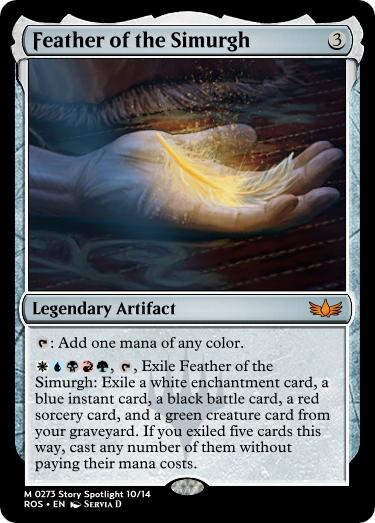 Feather of the Simurgh 3
Legendary Artifact
: Add one mana of any color.
, , Exile Feather of the
Simurgh: Exile a white enchantment card, a
blue instant card, a black battle card, a red
sorcery card, and a green creature card from
your graveyard. If you exiled five cards this
way, cast any number of them without
paying their mana costs.
M 0273 Story Spotlight 10/14
ROS • EN Servia D